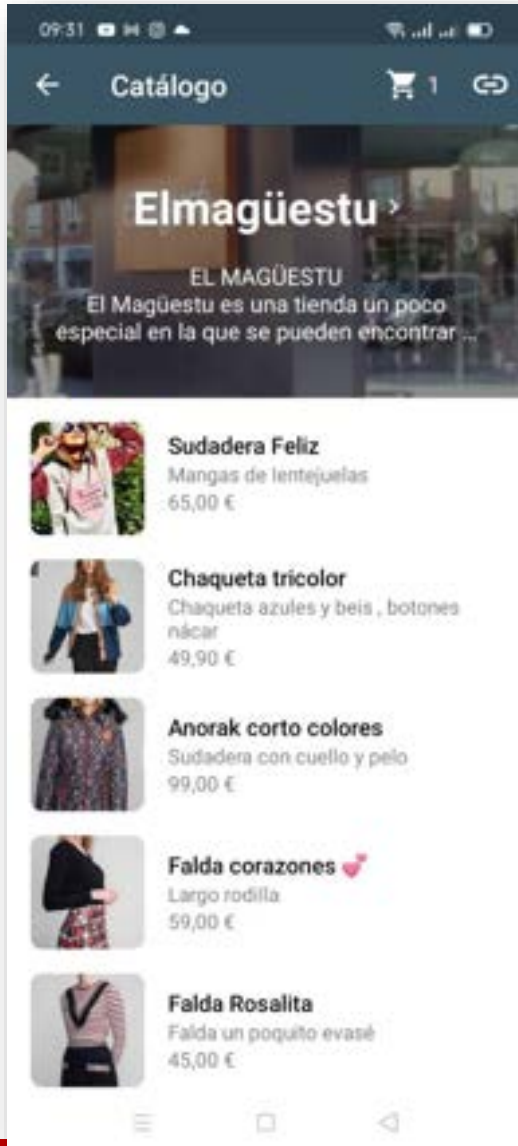 09:31
Catálogo
1
Elmagüestu
EL MAGÜESTU
El Magüestu es una tienda un poco
especial en la que se pueden encontrar ...
Sudadera Feliz
Mangas de lentejuelas
65,00 €
Chaqueta tricolor
Chaqueta azules y beis , botones
nácar
49,90 €
Anorak corto colores
Sudadera con cuello y pelo
99,00 €
Falda corazones 💕
Largo rodilla
59,00 €
Falda Rosalita
Falda un poquito evasé
45,00 €